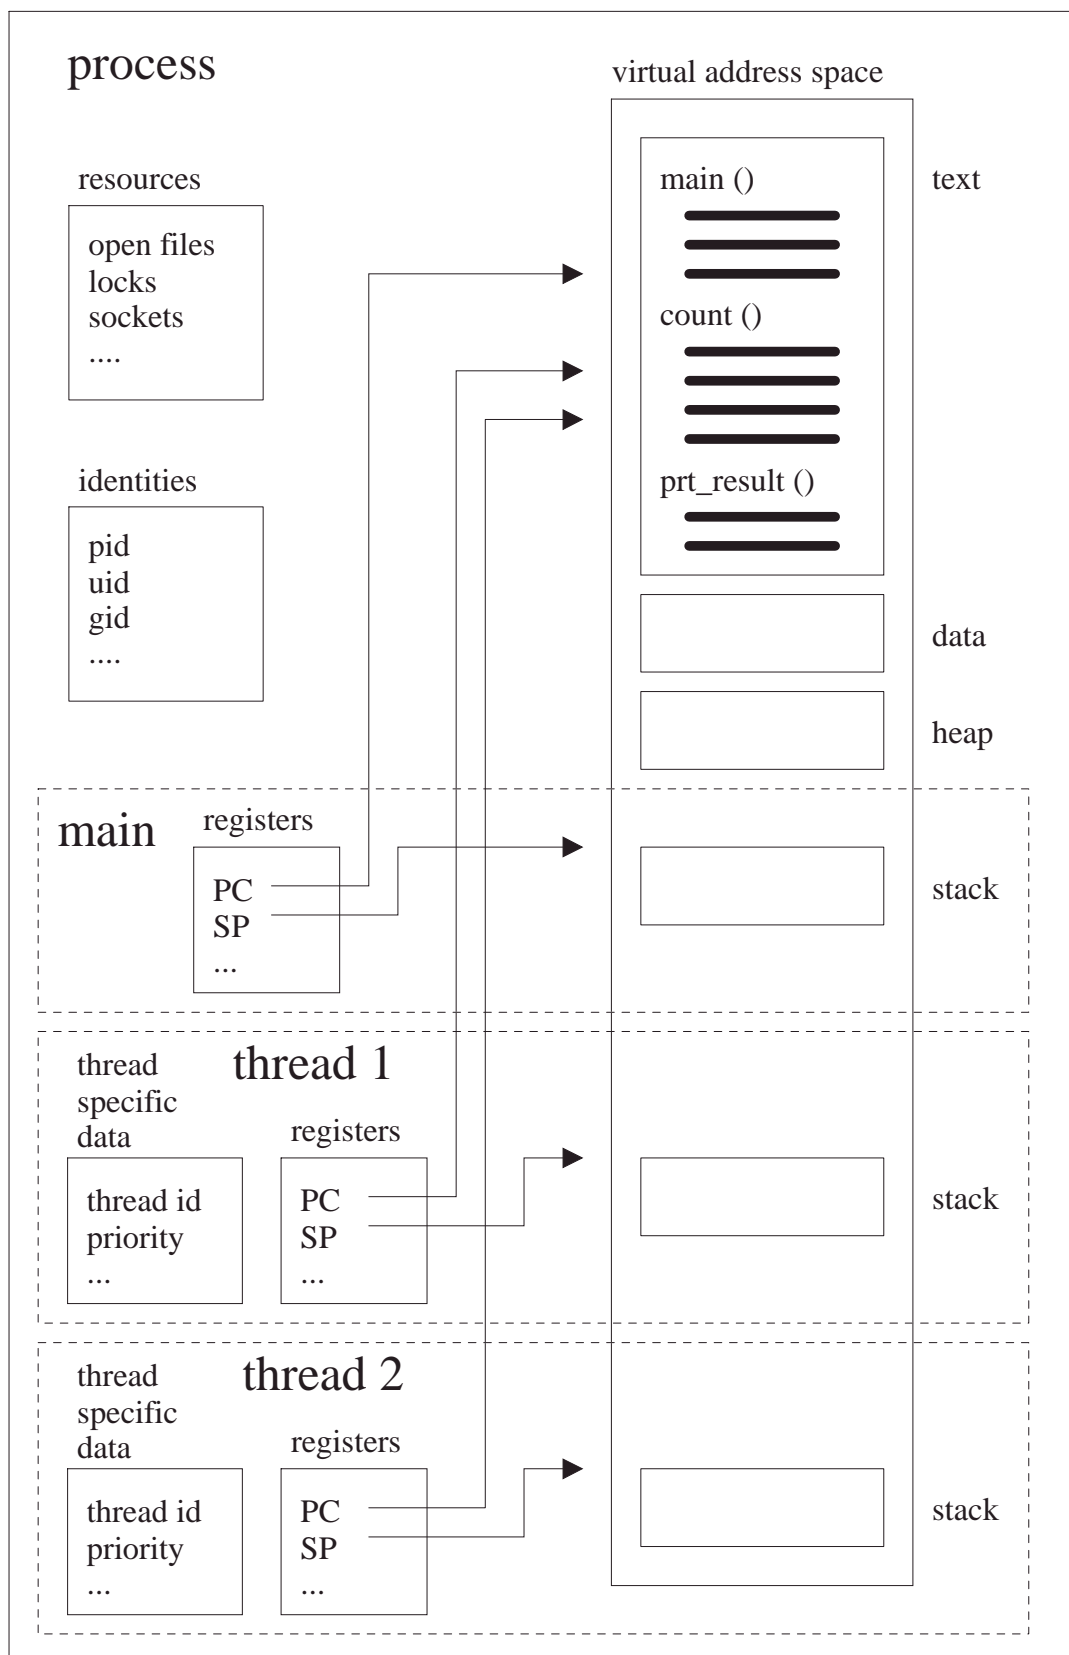 process
virtual address space
resources
open files
locks
sockets
....
identities
pid
uid
gid
....
main ()
count ()
prt_result ()
text
data
heap
main
registers
PC
SP
...
stack
thread
specific
data
thread 1
registers
thread id
priority
...
PC
SP
...
stack
thread
specific
data
thread 2
registers
thread id
priority
...
PC
SP
...
stack